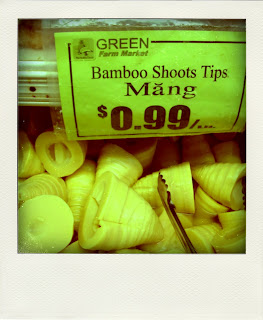 GREEN
Farm Market
Bamboo Shoots Tips
Măng
$0.99/